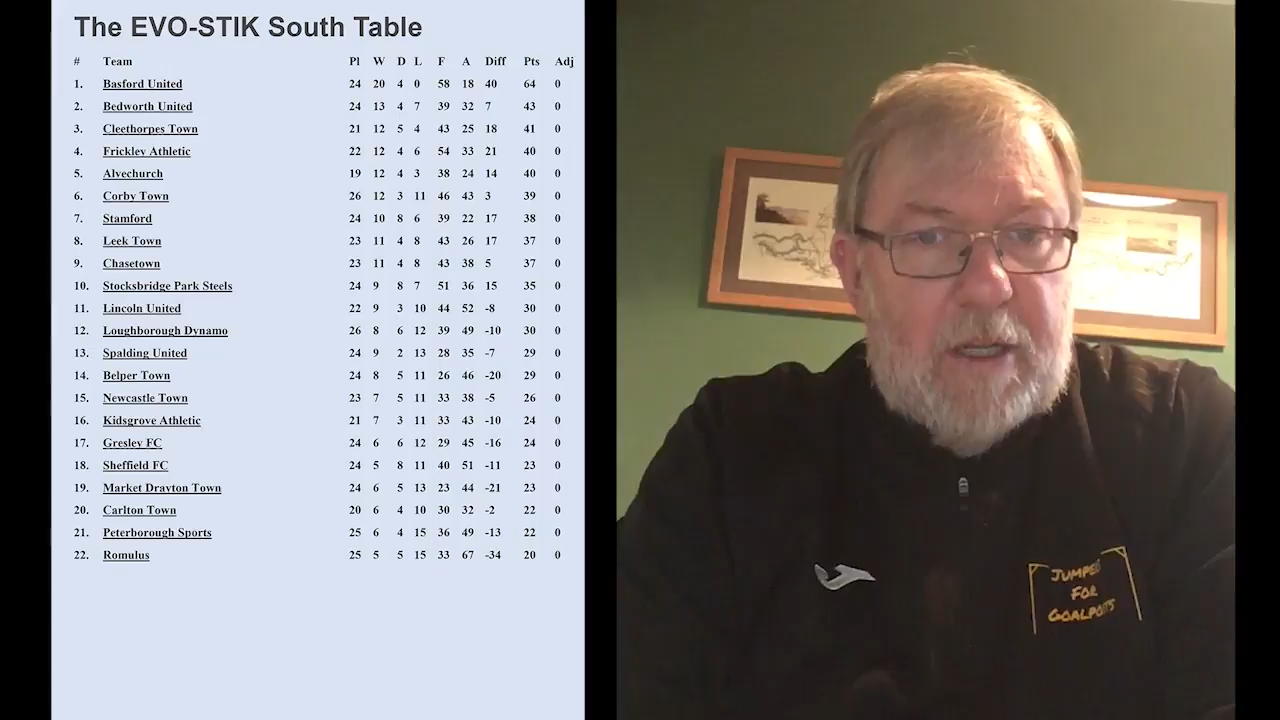 The EVO-STIK South Table
# Team Pl W D L F A Diff Pts Adj
1. Basford United 24 20 4 0 58 18 40 64 0
2. Bedworth United 24 13 4 7 39 32 7 43 0
3. Cleethorpes Town 21 12 5 4 43 25 18 41 0
4. Frickley Athletic 22 12 4 6 54 33 21 40 0
5. Alvechurch 19 12 4 3 38 24 14 40 0
6. Corby Town 26 12 3 11 46 43 3 39 0
7. Stamford 24 10 8 6 39 22 17 38 0
8. Leek Town 23 11 4 8 43 26 17 37 0
9. Chasetown 23 11 4 8 43 38 5 37 0
10. Stocksbridge Park Steels 24 9 8 7 51 36 15 35 0
11. Lincoln United 22 9 3 10 44 52 -8 30 0
12. Loughborough Dynamo 26 8 6 12 39 49 -10 30 0
13. Spalding United 24 9 2 13 28 35 -7 29 0
14. Belper Town 24 8 5 11 26 46 -20 29 0
15. Newcastle Town 23 7 5 11 33 38 -5 26 0
16. Kidsgrove Athletic 21 7 3 11 33 43 -10 24 0
17. Gresley FC 24 6 6 12 29 45 -16 24 0
18. Sheffield FC 24 5 8 11 40 51 -11 23 0
19. Market Drayton Town 24 6 5 13 23 44 -21 23 0
20. Carlton Town 20 6 4 10 30 32 -2 22 0
21. Peterborough Sports 25 6 4 15 36 49 -13 22 0
22. Romulus 25 5 5 15 33 67 -34 20 0
JUMPERS
FOR
GOALPOSTS